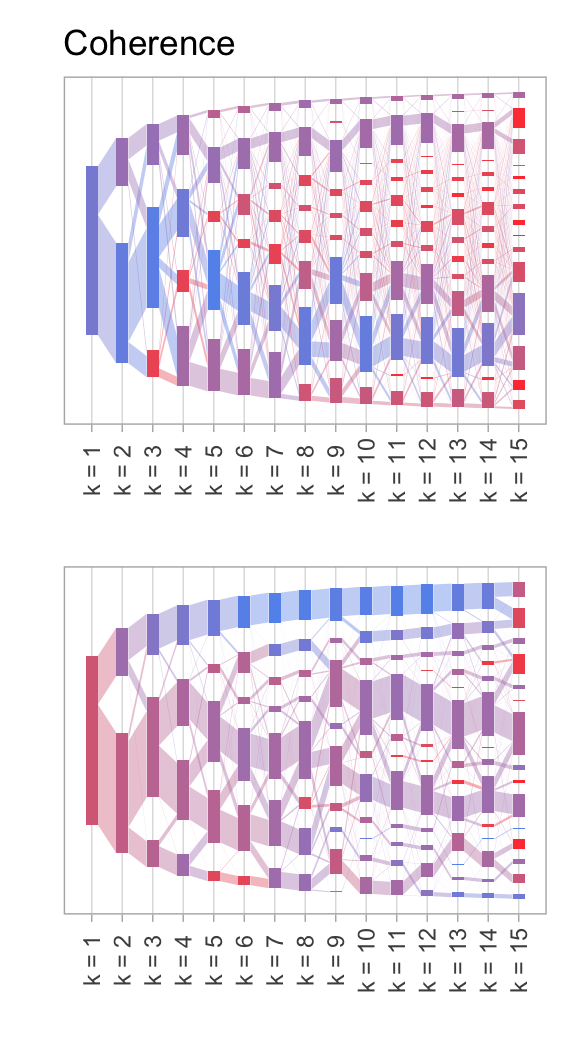 Coherence
k = 1
k = 2
k = 3
k = 4
k = 5
k = 6
k = 7
k = 8
k = 9
k = 10
k = 11
k = 12
k = 13
k = 14
k = 15
k = 1
k = 2
k = 3
k = 4
k = 5
k = 6
k = 7
k = 8
k = 9
k = 10
k = 11
k = 12
k = 13
k = 14
k = 15